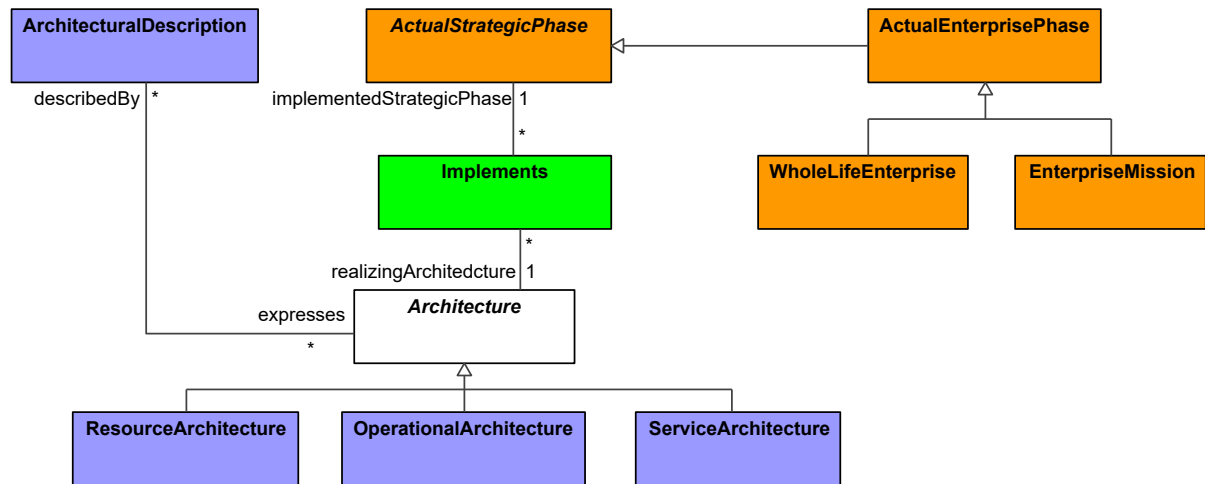 ArchitecturalDescription
ActualStrategicPhase
ActualEnterprisePhase
describedBy
*
implementedStrategicPhase
1
*
Implements
WholeLifeEnterprise
EnterpriseMission
*
realizingArchitedcture
1
Architecture
expresses
*
ResourceArchitecture
OperationalArchitecture
ServiceArchitecture